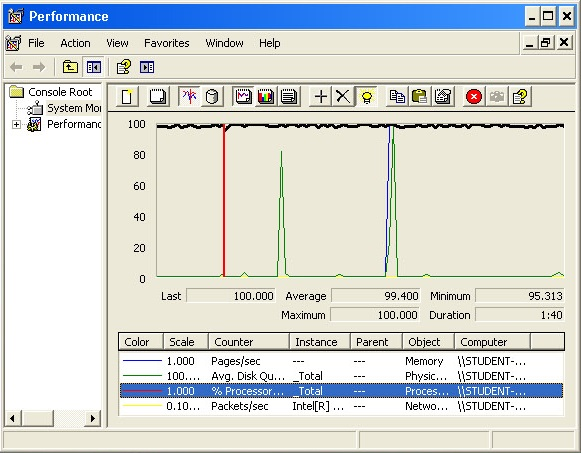 Performance
File Action View Favorites Window Help
Console Root
System Mor
Performanc
100
80
60
40
20
0
Last 100.000 Average 99.400 Minimum 95.313
Maximum 100.000 Duration 1:40
Color Scale Counter Instance Parent Object Computer
1.000 Pages/sec --- --- Memory \\STUDENT-...
100.... Avg. Disk Qu... _Total --- Physic... \\STUDENT-...
1.000 % Processor... _Total --- Proces... \\STUDENT-...
0.10... Packets/sec Intel[R] ... --- Netwo... \\STUDENT-...